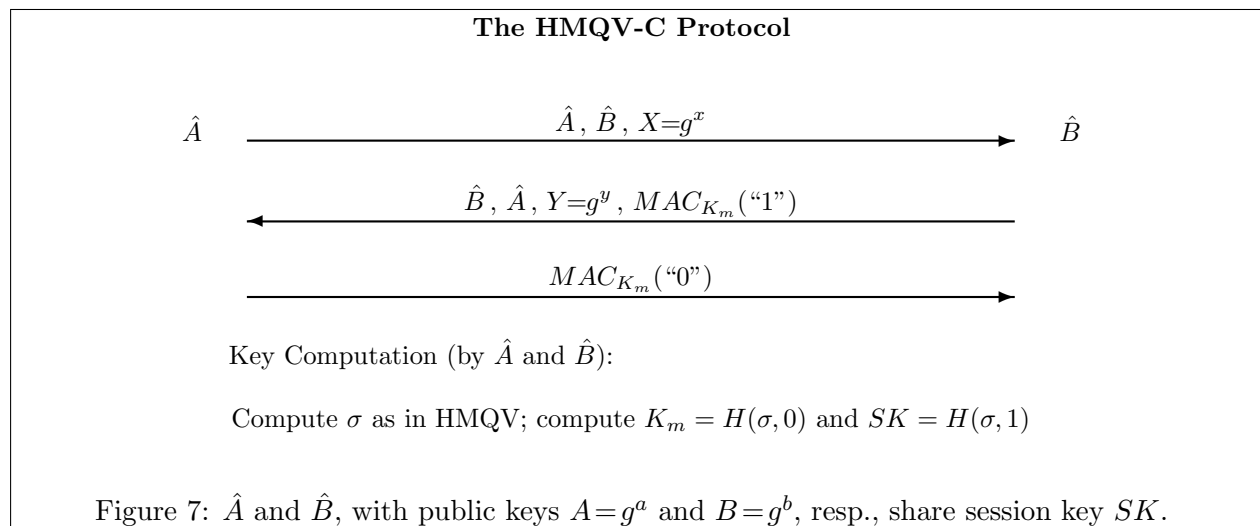 The HMQV-C Protocol
Â    Â, B̂, X=g^x    B̂
B̂, Â, Y=g^y, MAC_{K_m}(“1”)
MAC_{K_m}(“0”)
Key Computation (by Â and B̂):
Compute σ as in HMQV; compute K_m = H(σ, 0) and SK = H(σ, 1)
Figure 7: Â and B̂, with public keys A=g^a and B=g^b, resp., share session key SK.